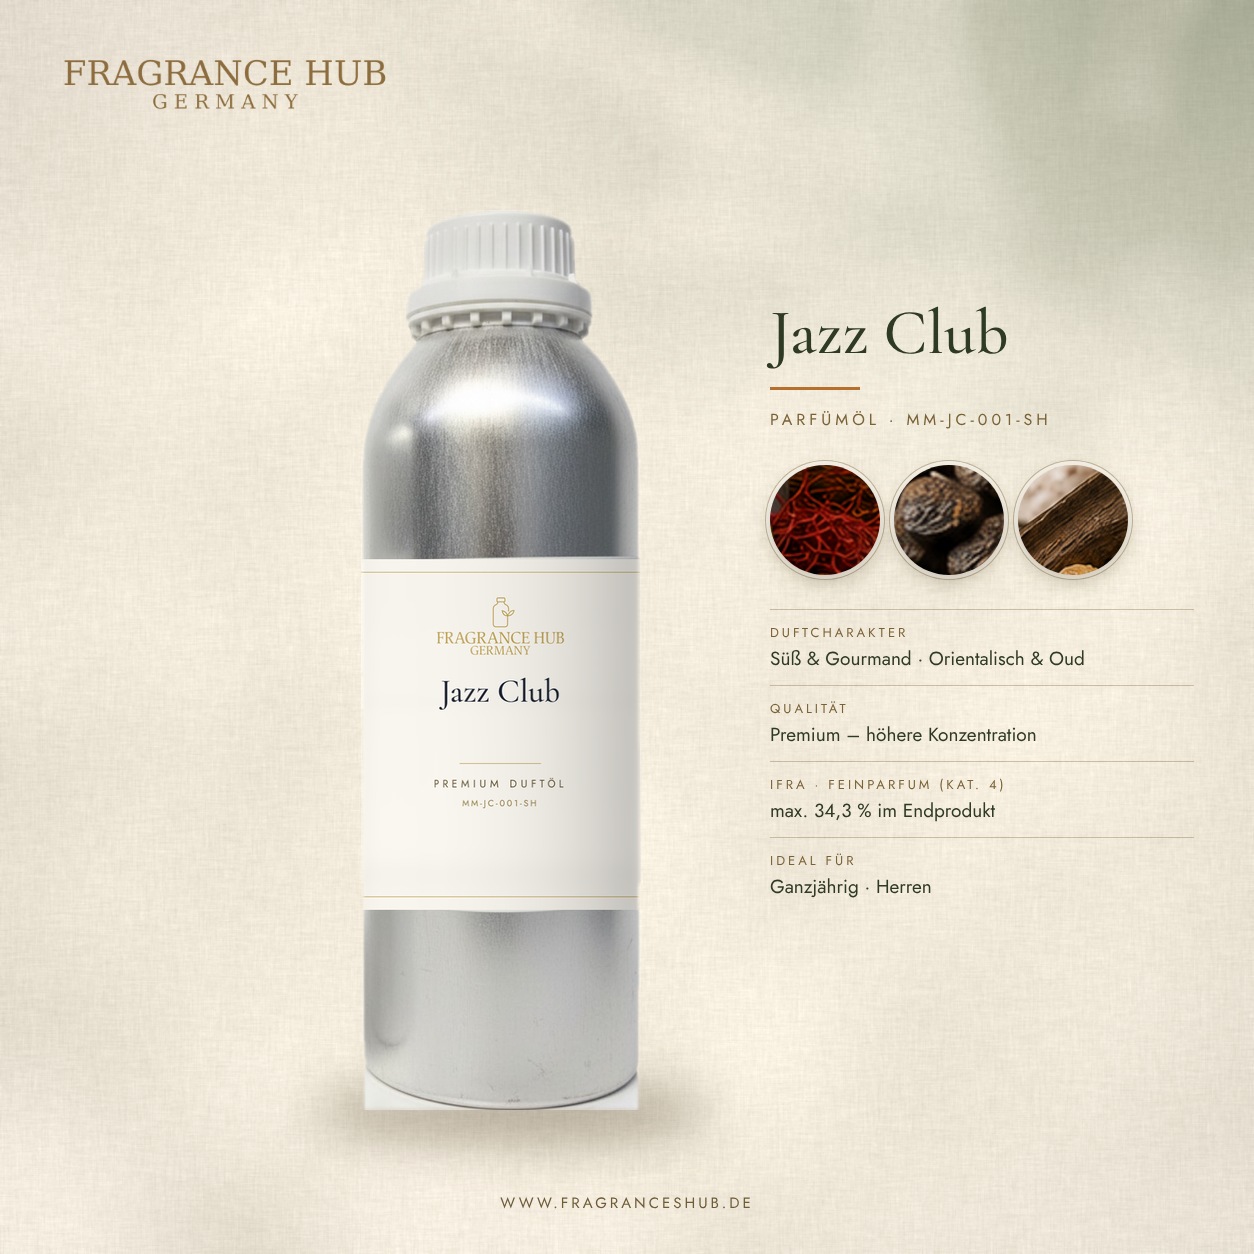 FRAGRANCE HUB
GERMANY
Jazz Club
PARFÜMÖL · MM-JC-001-SH
DUFTCHARAKTER
Süß & Gourmand · Orientalisch & Oud
QUALITÄT
Premium – höhere Konzentration
IFRA · FEINPARFUM (KAT. 4)
max. 34,3 % im Endprodukt
IDEAL FÜR
Ganzjährig · Herren
FRAGRANCE HUB
GERMANY
Jazz Club
PREMIUM DUFTÖL
MM-JC-001-SH
WWW.FRAGRANCESHUB.DE